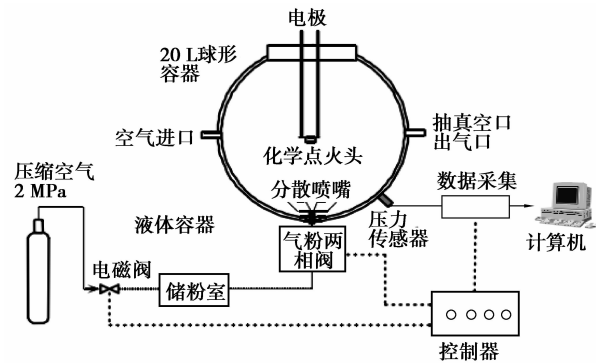 电极
20 L球形
容器
空气进口
抽真空口
出气口
化学点火头
压缩空气
2 MPa
分散喷嘴
数据采集
液体容器
压力
传感器
计算机
气粉两
相阀
电磁阀
储粉室
控制器